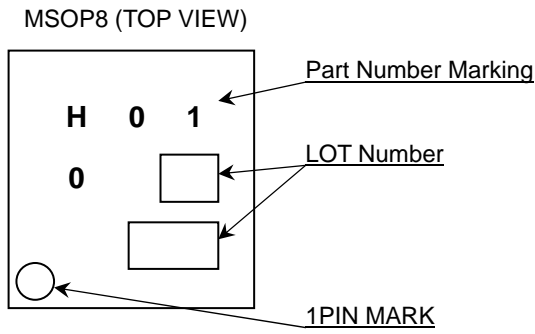 MSOP8 (TOP VIEW)
Part Number Marking
H 0 1
LOT Number
0
1PIN MARK